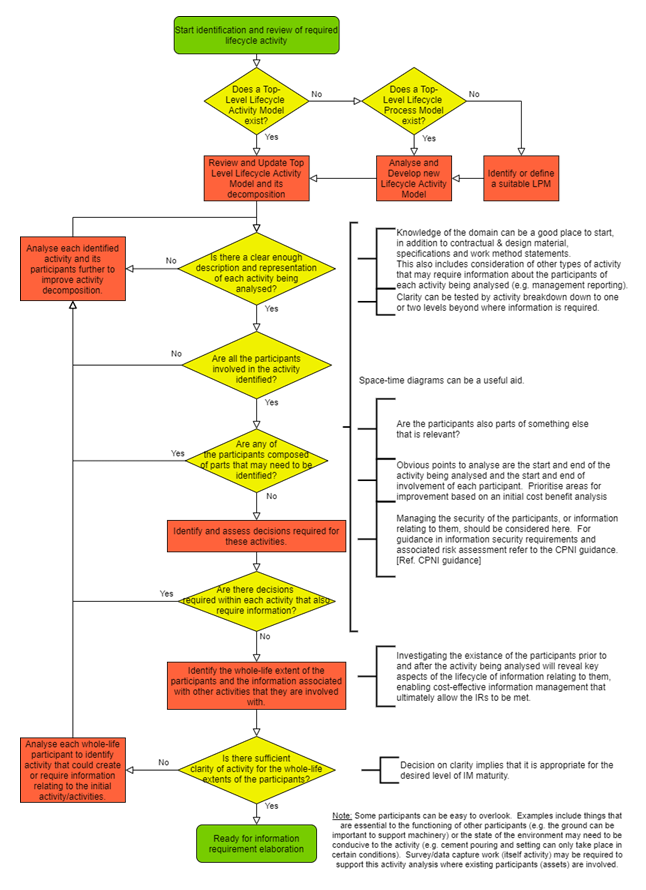 Start identification and review of required
lifecycle activity
Does a Top-
Level Lifecycle
Activity Model
exist?
No
Does a Top-
Level Lifecycle
Process Model
exist?
No
Yes
Yes
Review and Update Top
Level Lifecycle Activity
Model and its
decomposition
Analyse and
Develop new
Lifecycle Activity
Model
Identify or define
a suitable LPM
Analyse each identified
activity and its
participants further to
improve activity
decomposition.
No
Is there a clear enough
description and representation
of each activity being
analysed?
Yes
Knowledge of the domain can be a good place to start,
in addition to contractual & design material,
specifications and work method statements.
This also includes consideration of other types of activity
that may require information about the participants of
each activity being analysed (e.g. management reporting).
Clarity can be tested by activity breakdown down to one
or two levels beyond where information is required.
No
Are all the participants
involved in the activity
identified?
Yes
Space-time diagrams can be a useful aid.
Are any of
the participants composed
of parts that may need to be
identified?
Yes
No
Are the participants also parts of something else
that is relevant?
Obvious points to analyse are the start and end of the
activity being analysed and the start and end of
involvement of each participant. Prioritise areas for
improvement based on an initial cost benefit analysis
Identify and assess decisions required for
these activities.
Managing the security of the participants, or information
relating to them, should be considered here. For
guidance in information security requirements and
associated risk assessment refer to the CPNI guidance.
[Ref. CPNI guidance]
Yes
Are there decisions
required within each activity that also
require information?
No
Identify the whole-life extent of the
participants and the information associated
with other activities that they are involved
with.
Investigating the existance of the participants prior to
and after the activity being analysed will reveal key
aspects of the lifecycle of information relating to them,
enabling cost-effective information management that
ultimately allow the IRs to be met.
Analyse each whole-life
participant to identify
activity that could create
or require information
relating to the initial
activity/activities.
No
Is there sufficient
clarity of activity for the whole-life
extents of the participants?
Yes
Decision on clarity implies that it is appropriate for the
desired level of IM maturity.
Ready for information
requirement elaboration
Note: Some participants can be easy to overlook. Examples include things that
are essential to the functioning of other participants (e.g. the ground can be
important to support machinery) or the state of the environment may need to be
conducive to the activity (e.g. cement pouring and setting can only take place in
certain conditions). Survey/data capture work (itself activity) may be required to
support this activity analysis where existing participants (assets) are involved.